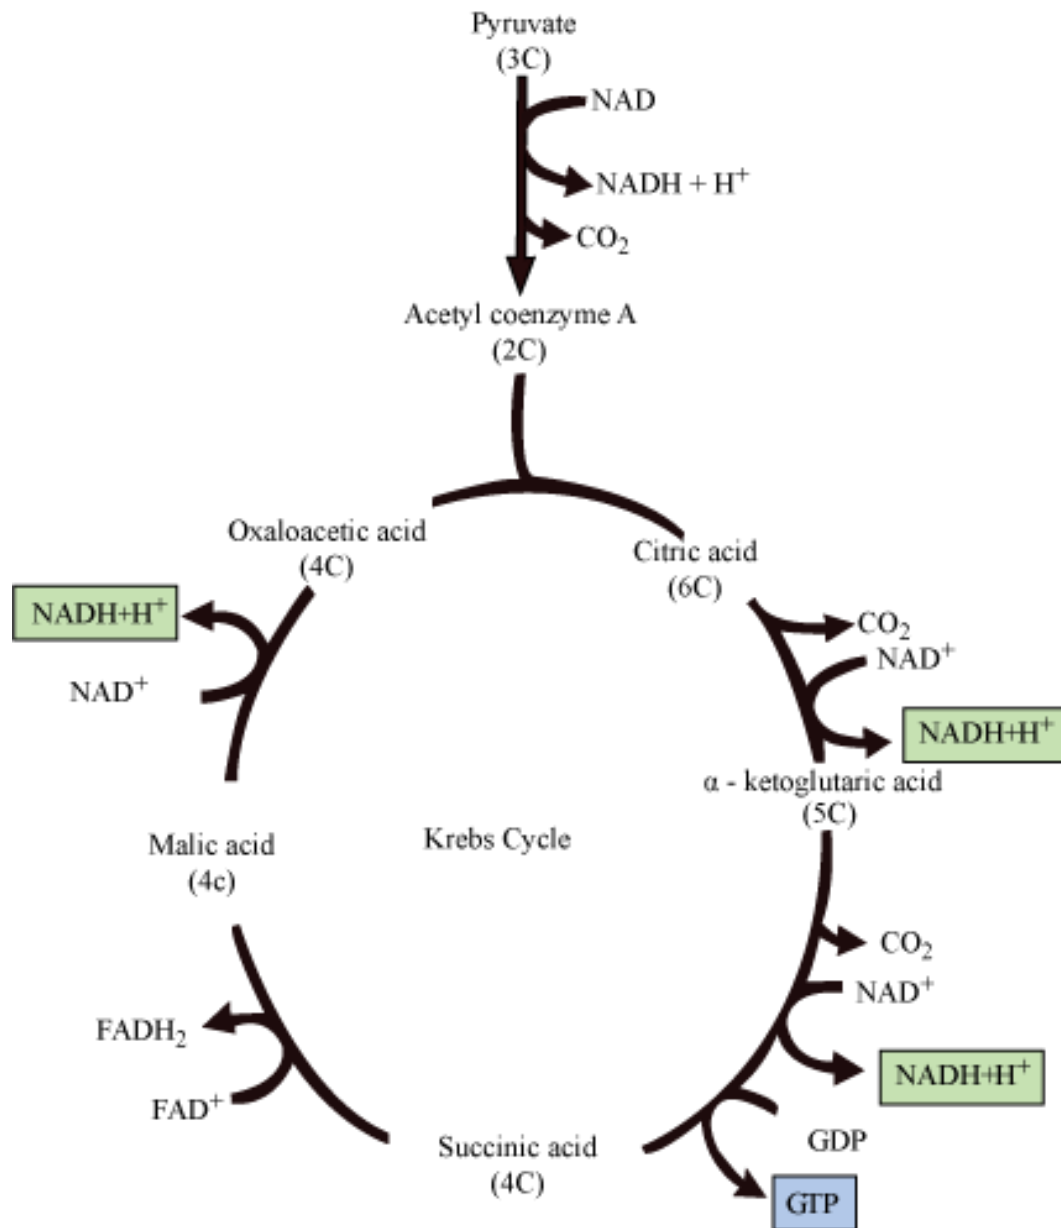 Pyruvate
(3C)
NAD
NADH + H⁺
CO₂
Acetyl coenzyme A
(2C)
Oxaloacetic acid
(4C)
Citric acid
(6C)
NADH+H⁺
NAD⁺
CO₂
NAD⁺
NADH+H⁺
α - ketoglutaric acid
(5C)
Malic acid
(4c)
Krebs Cycle
CO₂
NAD⁺
NADH+H⁺
FADH₂
FAD⁺
GDP
GTP
Succinic acid
(4C)